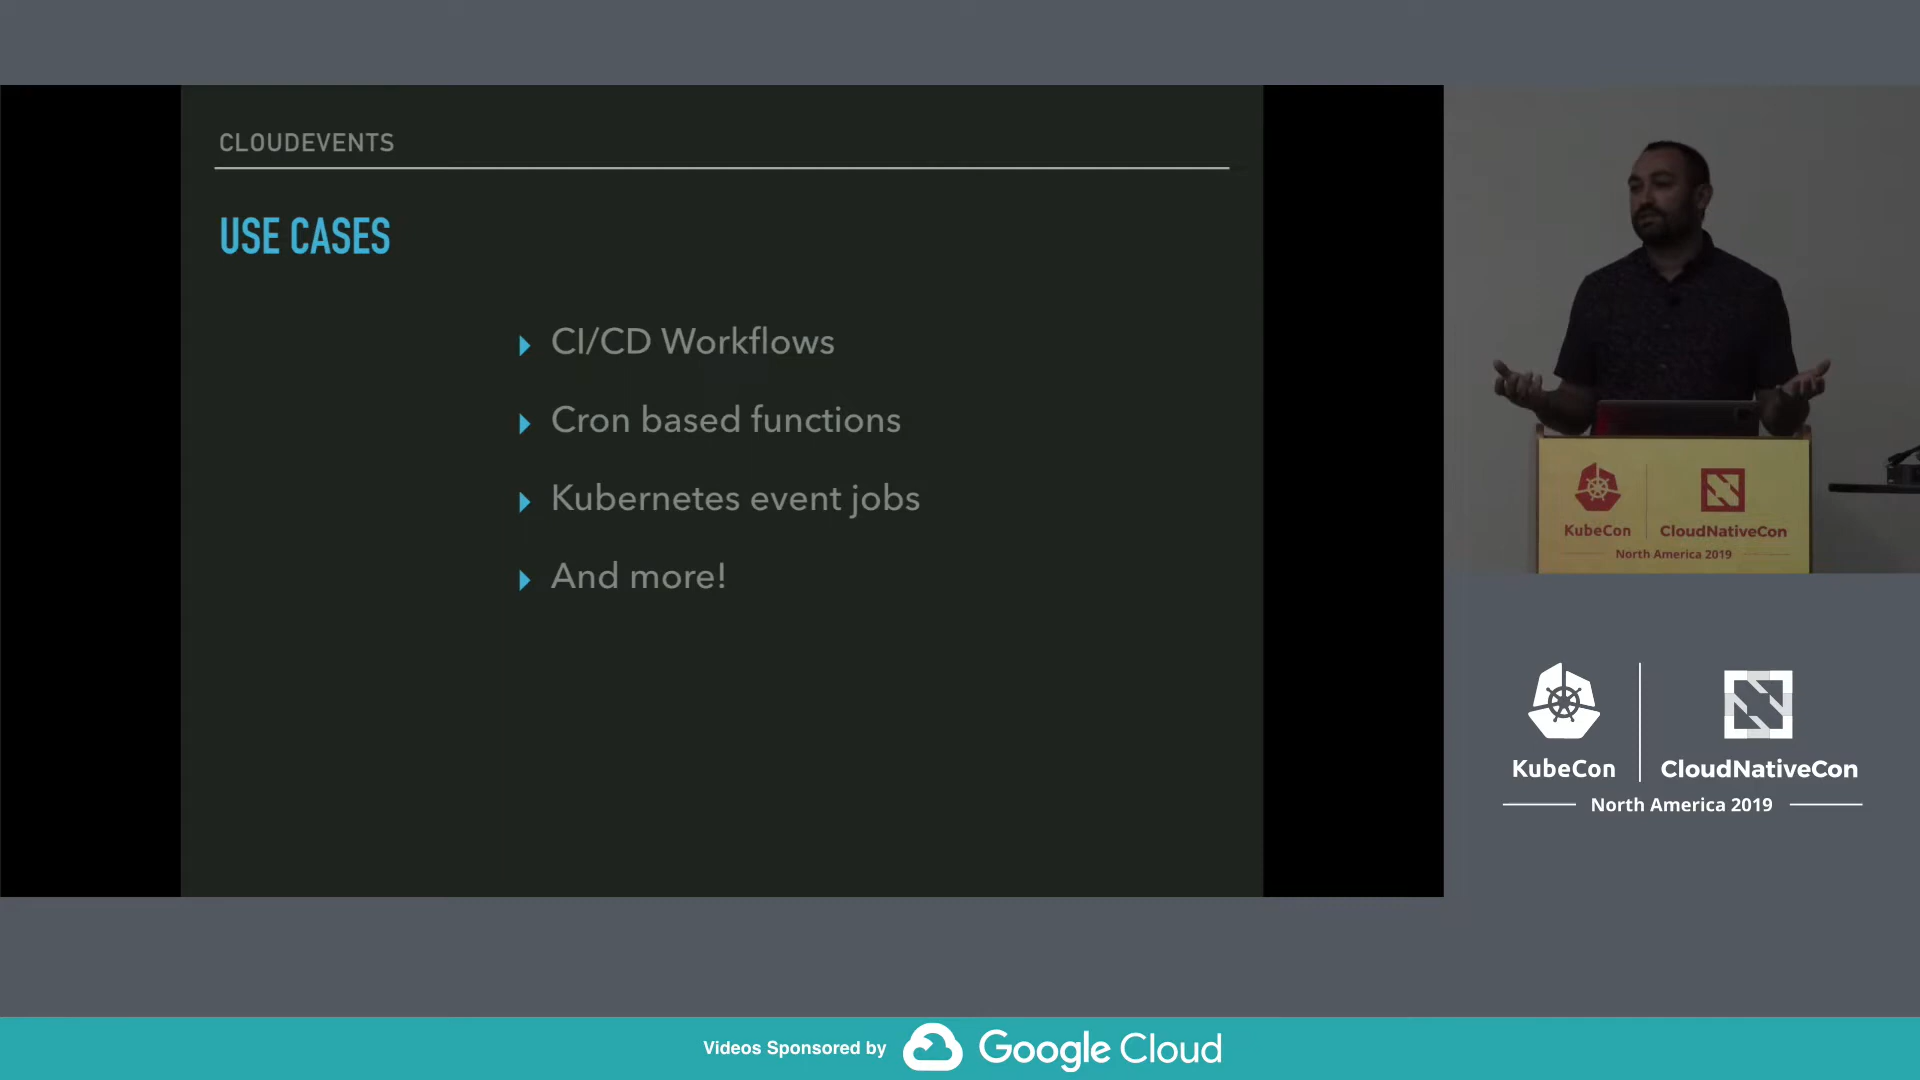 CLOUDEVENTS
USE CASES
CI/CD Workflows
Cron based functions
Kubernetes event jobs
And more!
KubeCon
CloudNativeCon
North America 2019
KubeCon
CloudNativeCon
North America 2019
Videos Sponsored by Google Cloud